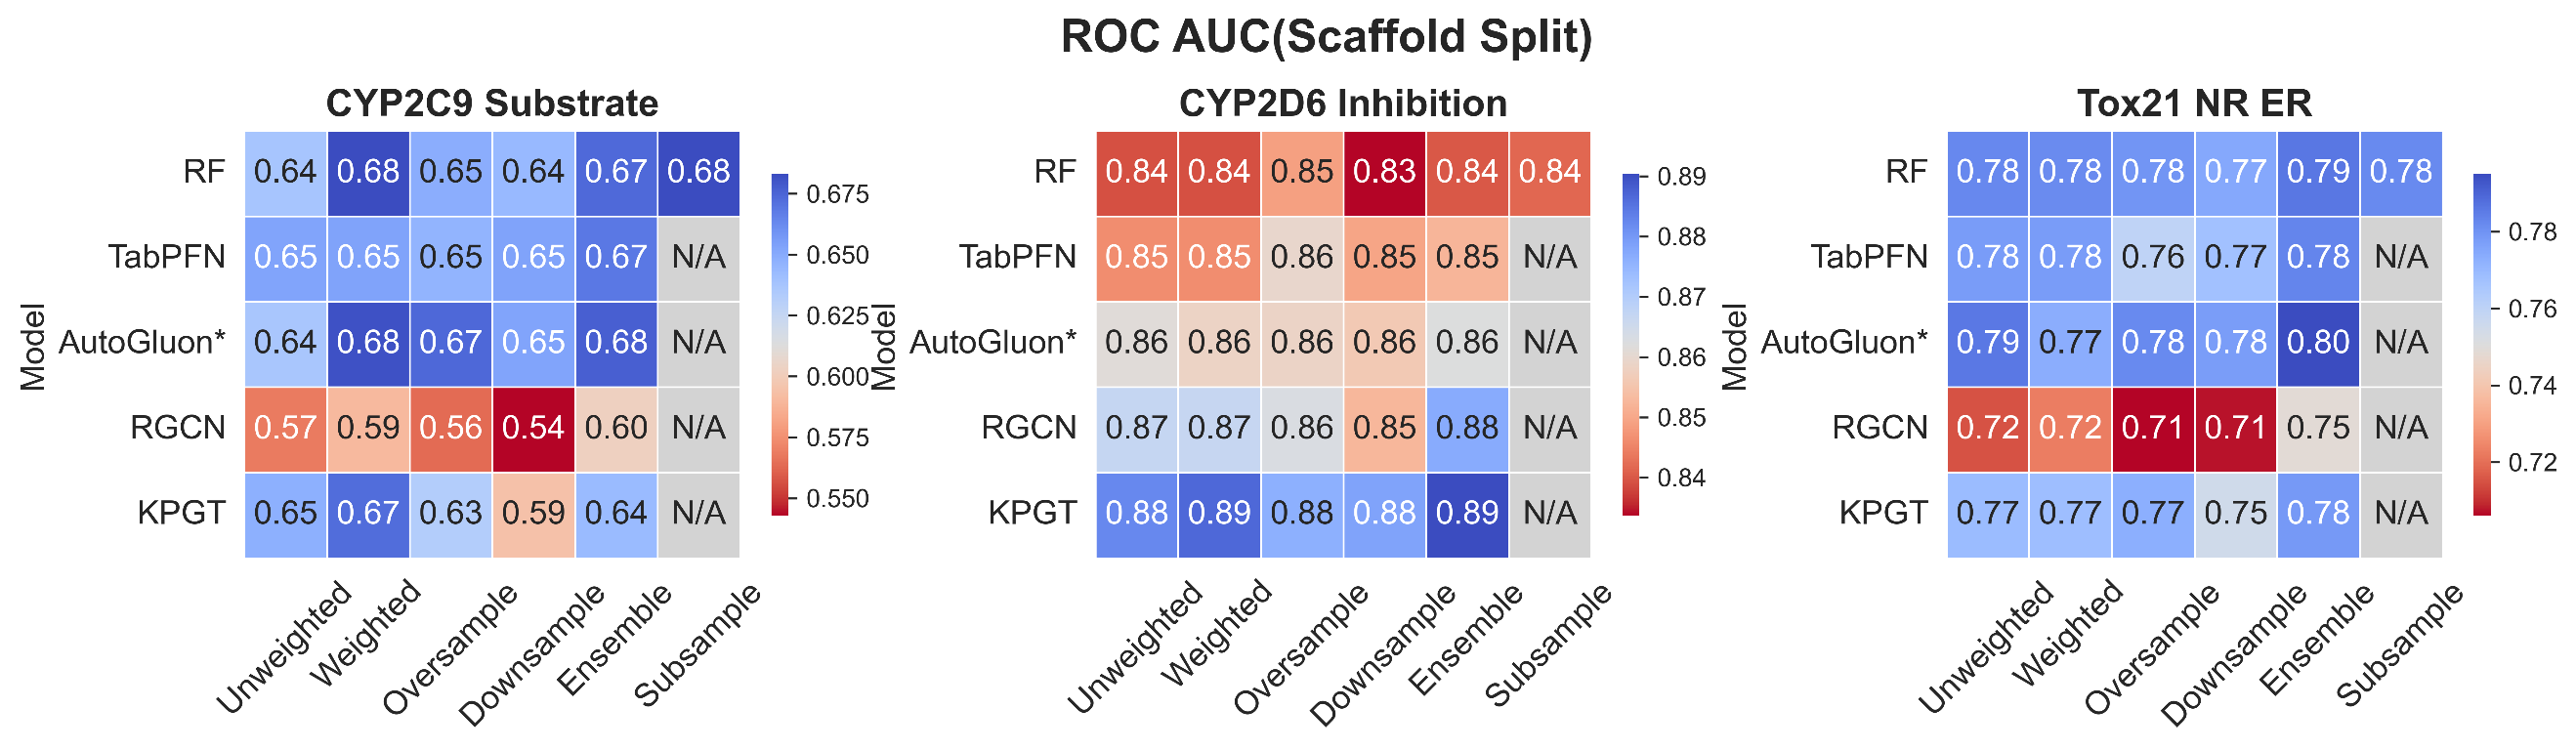 ROC AUC(Scaffold Split)
CYP2C9 Substrate
Model
RF 0.64 0.68 0.65 0.64 0.67 0.68
TabPFN 0.65 0.65 0.65 0.65 0.67 N/A
AutoGluon* 0.64 0.68 0.67 0.65 0.68 N/A
RGCN 0.57 0.59 0.56 0.54 0.60 N/A
KPGT 0.65 0.67 0.63 0.59 0.64 N/A
Unweighted Weighted Oversample Downsample Ensemble Subsample
0.675
0.650
0.625
0.600
0.575
0.550
CYP2D6 Inhibition
Model
RF 0.84 0.84 0.85 0.83 0.84 0.84
TabPFN 0.85 0.85 0.86 0.85 0.85 N/A
AutoGluon* 0.86 0.86 0.86 0.86 0.86 N/A
RGCN 0.87 0.87 0.86 0.85 0.88 N/A
KPGT 0.88 0.89 0.88 0.88 0.89 N/A
Unweighted Weighted Oversample Downsample Ensemble Subsample
0.89
0.88
0.87
0.86
0.85
0.84
Tox21 NR ER
Model
RF 0.78 0.78 0.78 0.77 0.79 0.78
TabPFN 0.78 0.78 0.76 0.77 0.78 N/A
AutoGluon* 0.79 0.77 0.78 0.78 0.80 N/A
RGCN 0.72 0.72 0.71 0.71 0.75 N/A
KPGT 0.77 0.77 0.77 0.75 0.78 N/A
Unweighted Weighted Oversample Downsample Ensemble Subsample
0.78
0.76
0.74
0.72